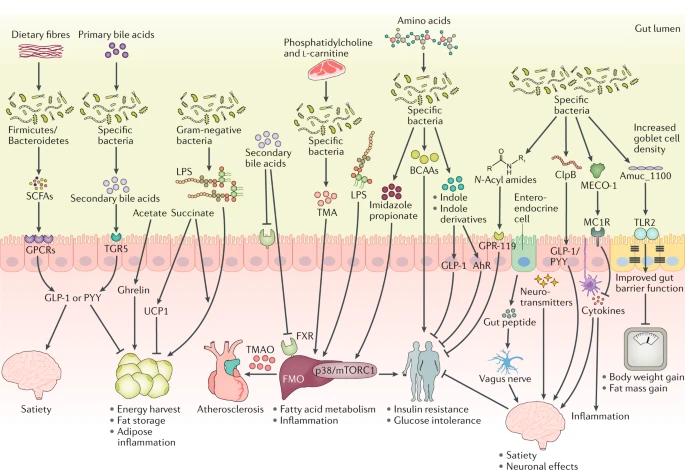 Gut lumen
Dietary fibres
Primary bile acids
Phosphatidylcholine
and L-carnitine
Amino acids
Firmicutes/
Bacteroidetes
Specific
bacteria
Gram-negative
bacteria
Secondary
bile acids
Specific
bacteria
Specific
bacteria
Specific
bacteria
Increased
goblet cell
density
LPS
SCFAs
Secondary bile acids
Acetate
Succinate
TMA
LPS
Imidazole
propionate
BCAAs
• Indole
• Indole
derivatives
O
N
H
R1
R
N-Acyl amides
ClpB
MECO-1
Amuc_1100
Entero-
endocrine
cell
MC1R
TLR2
GPCRs
TGR5
GPR-119
GLP-1
AhR
GLP-1/
PYY
GLP-1 or PYY
Ghrelin
UCP1
Neuro-
transmitters
Cytokines
Improved gut
barrier function
Gut peptide
Vagus nerve
TMAO
FXR
FMO
p38/mTORC1
Satiety
• Energy harvest
• Fat storage
• Adipose
inflammation
Atherosclerosis
• Fatty acid metabolism
• Inflammation
• Insulin resistance
• Glucose intolerance
Inflammation
• Body weight gain
• Fat mass gain
• Satiety
• Neuronal effects